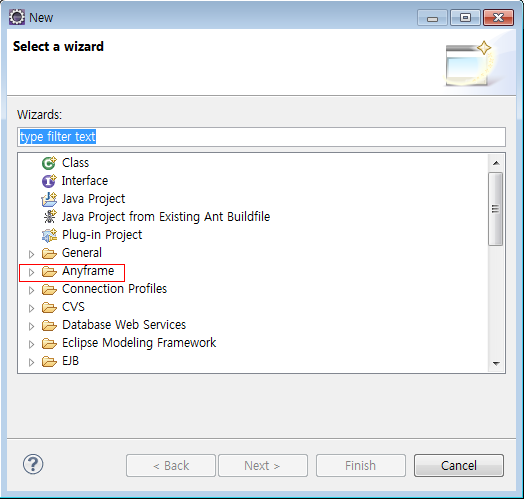 New
Select a wizard
Wizards:
type filter text
Class
Interface
Java Project
Java Project from Existing Ant Buildfile
Plug-in Project
General
Anyframe
Connection Profiles
CVS
Database Web Services
Eclipse Modeling Framework
EJB
?
< Back
Next >
Finish
Cancel